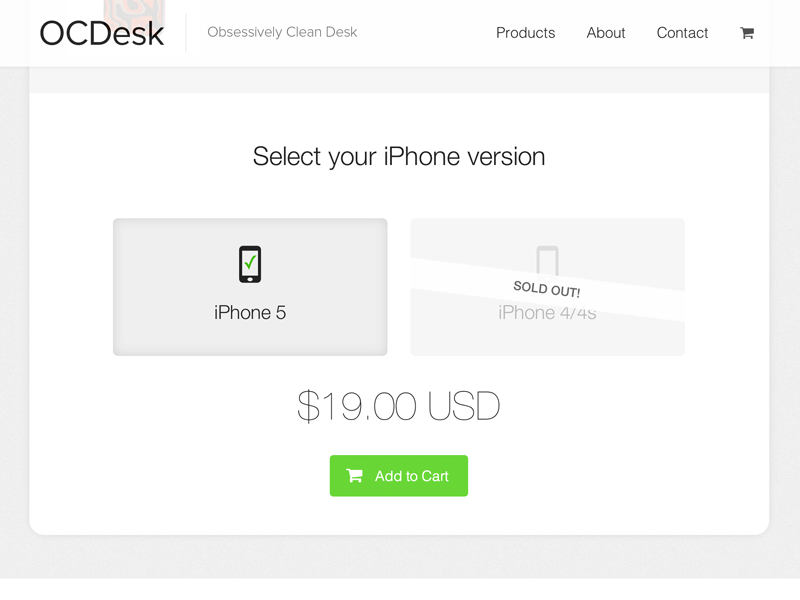 OCDesk
Obsessively Clean Desk
Products
About
Contact
Select your iPhone version
iPhone 5
SOLD OUT!
iPhone 4/4s
$19.00 USD
Add to Cart